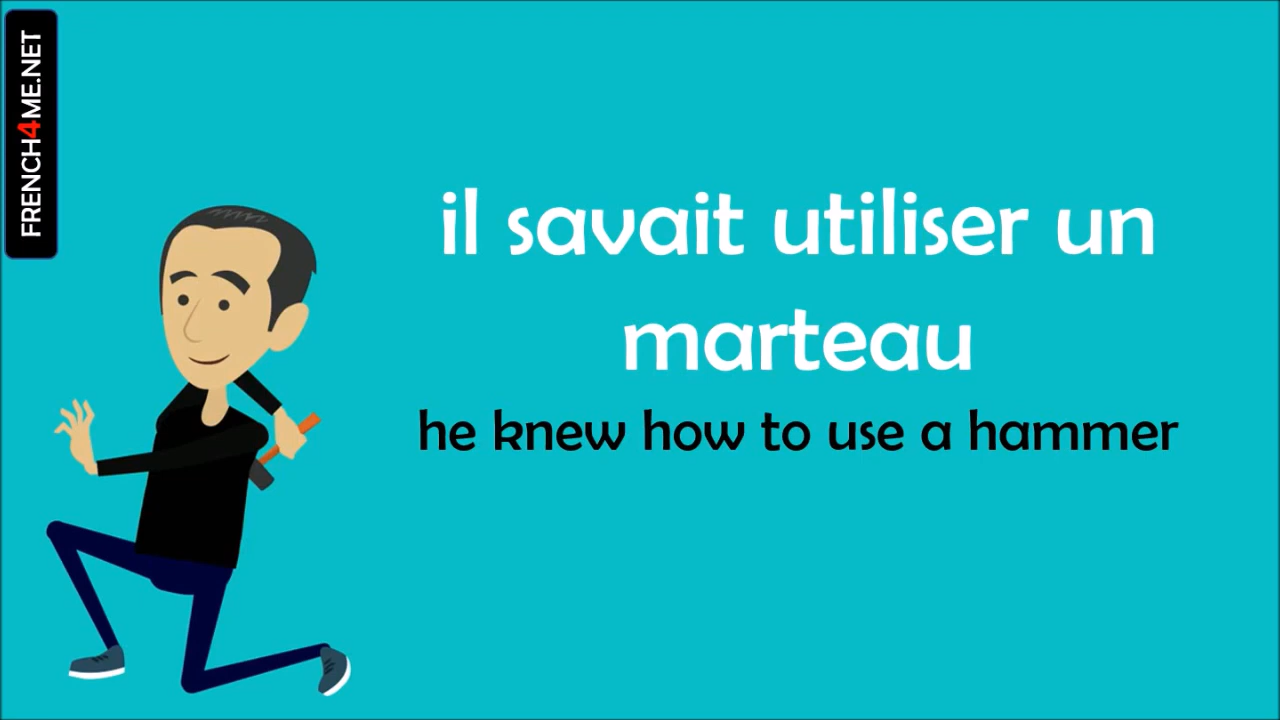 FRENCH4ME.NET
il savait utiliser un
marteau
he knew how to use a hammer